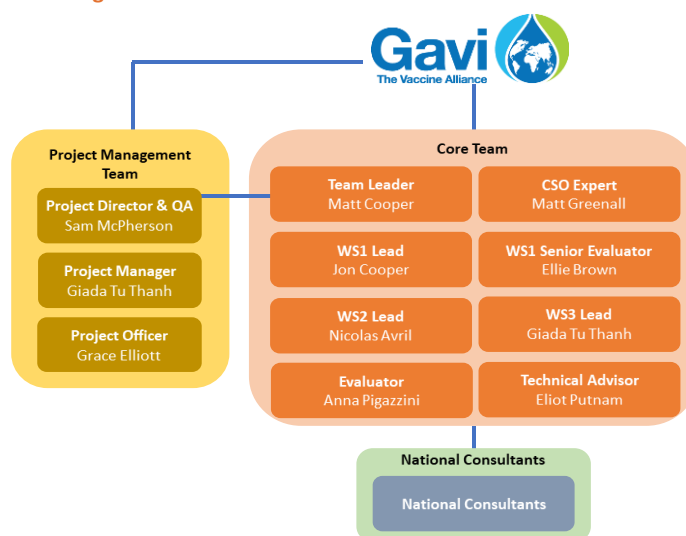 Gavi
The Vaccine Alliance
Project Management
Team
Project Director & QA
Sam McPherson
Project Manager
Giada Tu Thanh
Project Officer
Grace Elliott
Core Team
Team Leader
Matt Cooper
CSO Expert
Matt Greenall
WS1 Lead
Jon Cooper
WS1 Senior Evaluator
Ellie Brown
WS2 Lead
Nicolas Avril
WS3 Lead
Giada Tu Thanh
Evaluator
Anna Pigazzini
Technical Advisor
Eliot Putnam
National Consultants
National Consultants